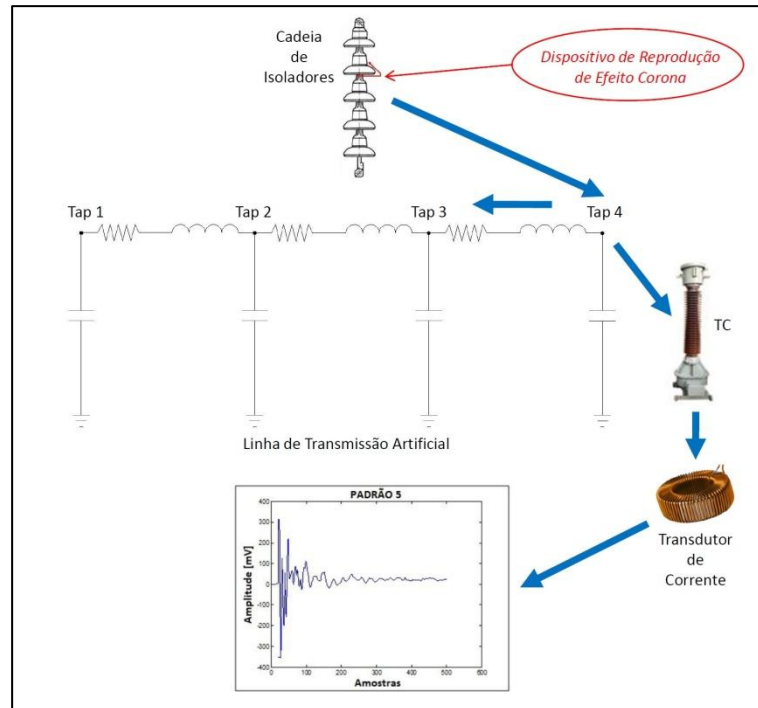 Cadeia
de
Isoladores
Dispositivo de Reprodução
de Efeito Corona
Tap 1
Tap 2
Tap 3
Tap 4
TC
Linha de Transmissão Artificial
Transdutor
de
Corrente
PADRÃO 5
Amplitude [mV]
400
300
200
100
0
-100
-200
-300
-400
0
100
200
300
400
500
600
Amostras